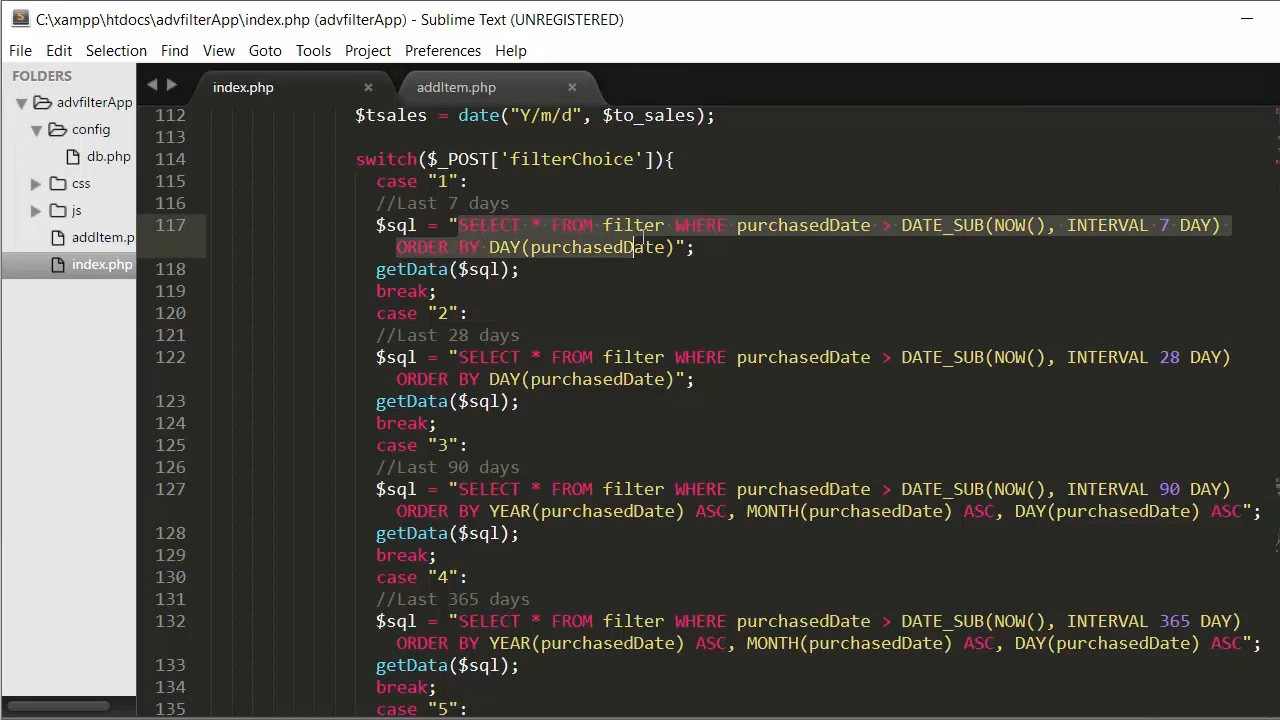 C:\xampp\htdocs\advfilterApp\index.php (advfilterApp) - Sublime Text (UNREGISTERED)
File Edit Selection Find View Goto Tools Project Preferences Help
FOLDERS
advfilterApp
config
db.php
css
js
addItem.p
index.php
index.php × addItem.php ×
112 $tsales = date("Y/m/d", $to_sales);
113
114 switch($_POST['filterChoice']){
115 case "1":
116 //Last 7 days
117 $sql = "SELECT * FROM filter WHERE purchasedDate > DATE_SUB(NOW(), INTERVAL 7 DAY)
ORDER BY DAY(purchasedDate)";
118 getData($sql);
119 break;
120 case "2":
121 //Last 28 days
122 $sql = "SELECT * FROM filter WHERE purchasedDate > DATE_SUB(NOW(), INTERVAL 28 DAY)
ORDER BY DAY(purchasedDate)";
123 getData($sql);
124 break;
125 case "3":
126 //Last 90 days
127 $sql = "SELECT * FROM filter WHERE purchasedDate > DATE_SUB(NOW(), INTERVAL 90 DAY)
ORDER BY YEAR(purchasedDate) ASC, MONTH(purchasedDate) ASC, DAY(purchasedDate) ASC";
128 getData($sql);
129 break;
130 case "4":
131 //Last 365 days
132 $sql = "SELECT * FROM filter WHERE purchasedDate > DATE_SUB(NOW(), INTERVAL 365 DAY)
ORDER BY YEAR(purchasedDate) ASC, MONTH(purchasedDate) ASC, DAY(purchasedDate) ASC";
133 getData($sql);
134 break;
135 case "5":